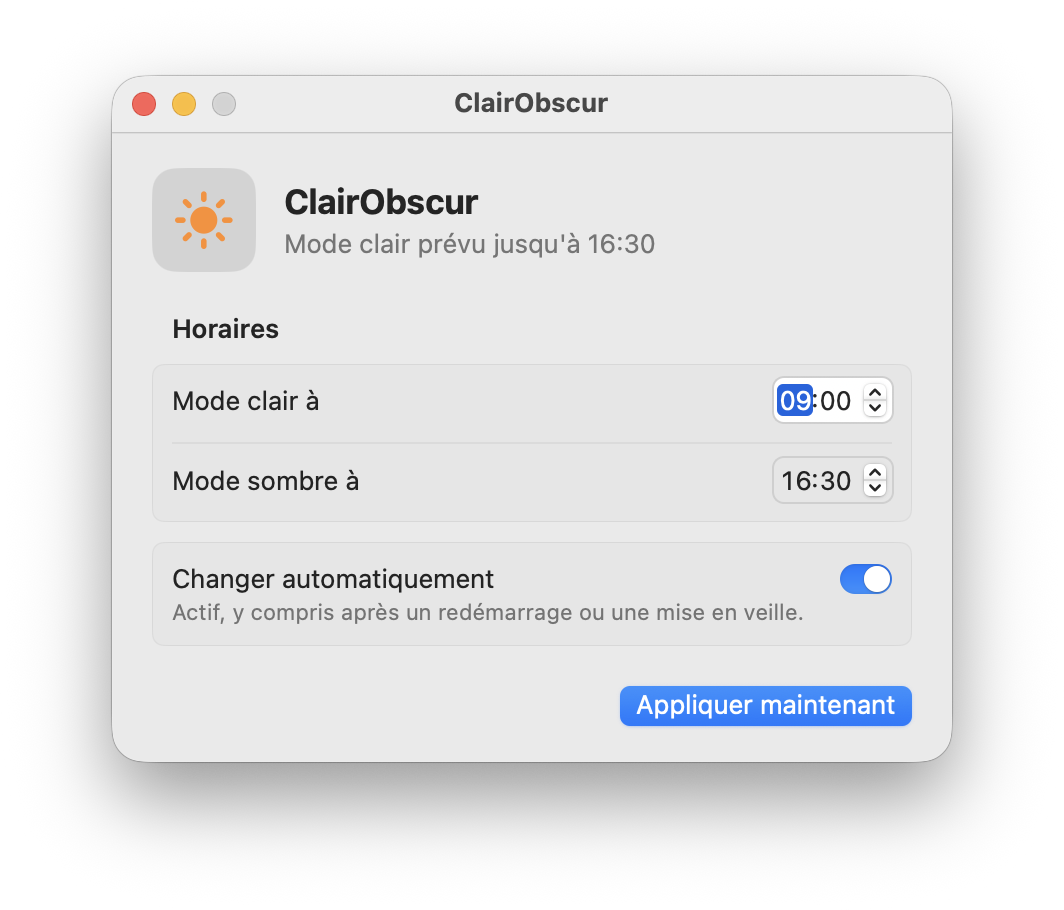 ClairObscur
ClairObscur
Mode clair prévu jusqu'à 16:30
Horaires
Mode clair à 09:00
Mode sombre à 16:30
Changer automatiquement
Actif, y compris après un redémarrage ou une mise en veille.
Appliquer maintenant